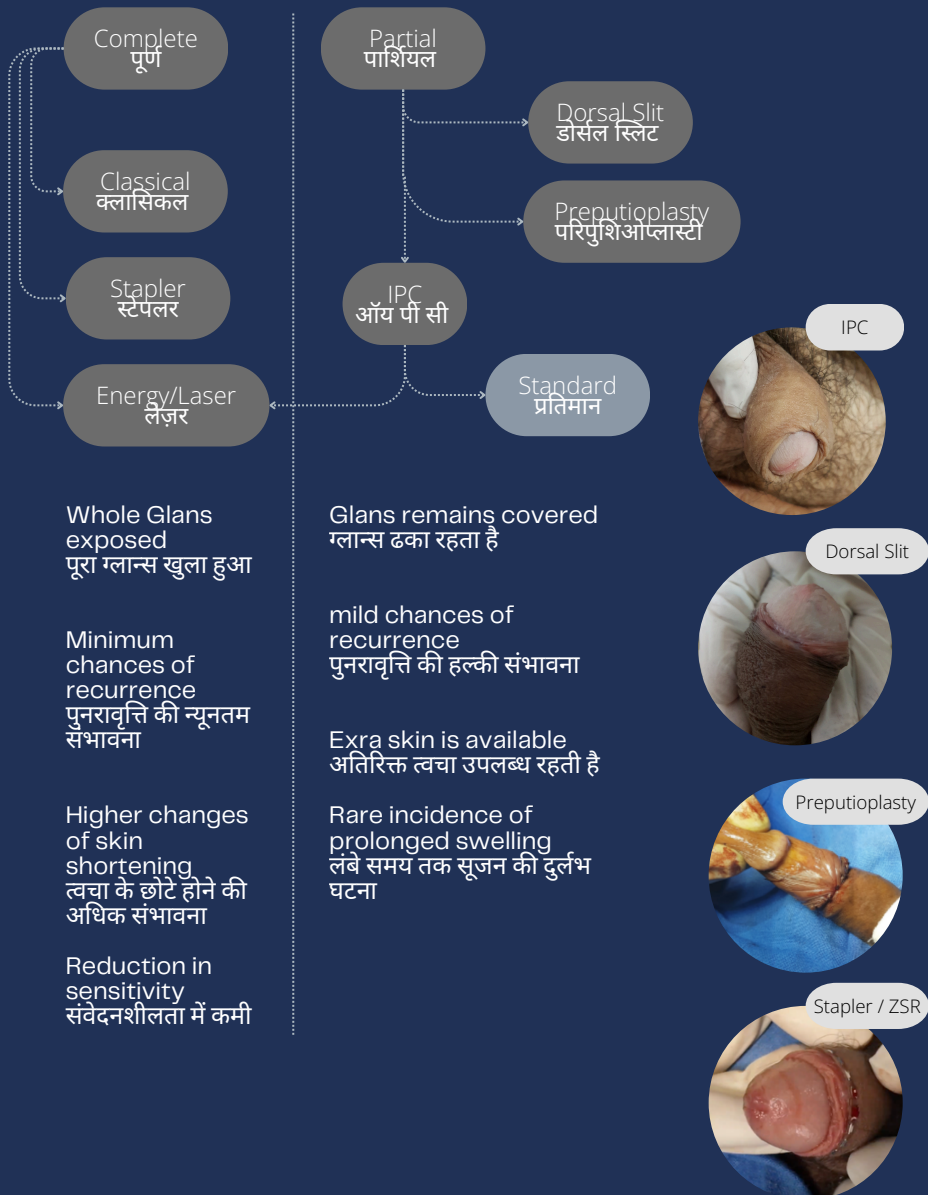 Complete
पूर्ण
Partial
पार्शियल
Dorsal Slit
डोर्सल स्लिट
Classical
क्लासिकल
Preputioplasty
परिपुशिओप्लास्टी
Stapler
स्टेपलर
IPC
ऑय पी सी
Energy/Laser
लेज़र
Standard
प्रतिमान
IPC
Dorsal Slit
Preputioplasty
Stapler / ZSR
Whole Glans
exposed
पूरा ग्लान्स खुला हुआ
Minimum
chances of
recurrence
पुनरावृत्ति की न्यूनतम
संभावना
Higher changes
of skin
shortening
त्वचा के छोटे होने की
अधिक संभावना
Reduction in
sensitivity
संवेदनशीलता में कमी
Glans remains covered
ग्लान्स ढका रहता है
mild chances of
recurrence
पुनरावृत्ति की हल्की संभावना
Exra skin is available
अतिरिक्त त्वचा उपलब्ध रहती है
Rare incidence of
prolonged swelling
लंबे समय तक सूजन की दुर्लभ
घटना